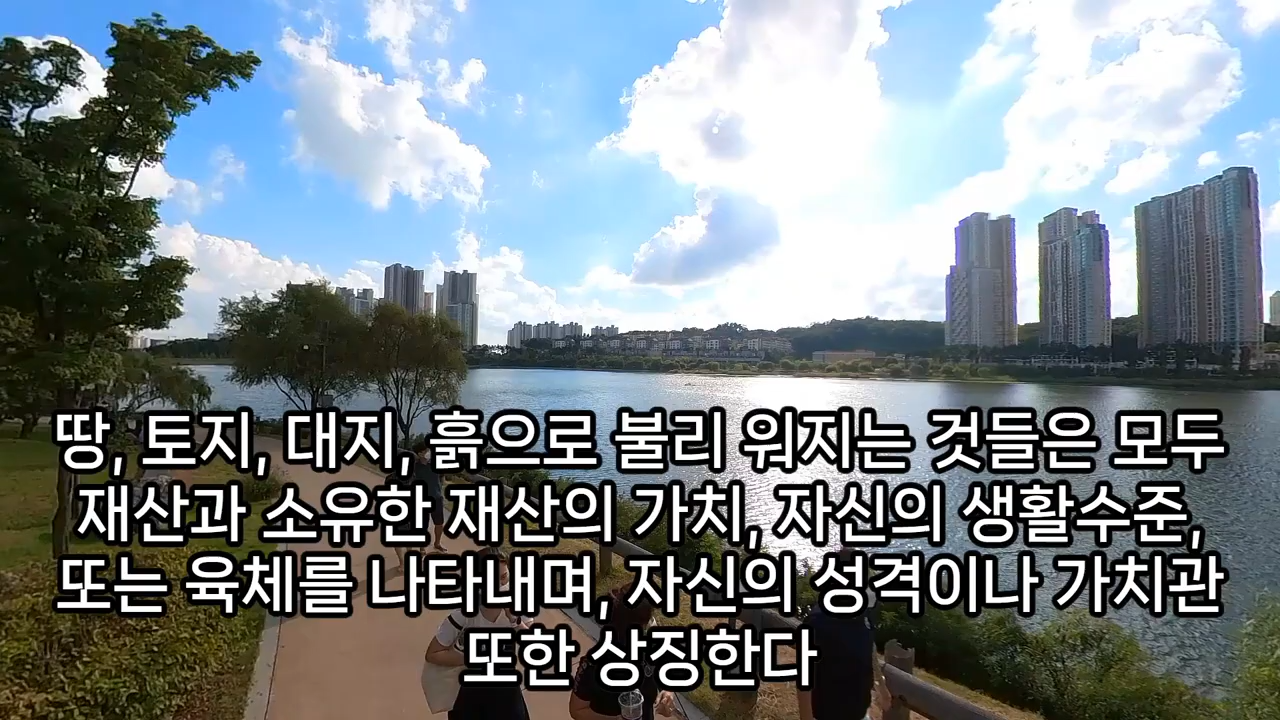 땅, 토지, 대지, 흙으로 불리 워지는 것들은 모두
재산과 소유한 재산의 가치, 자신의 생활수준,
또는 육체를 나타내며, 자신의 성격이나 가치관
또한 상징한다